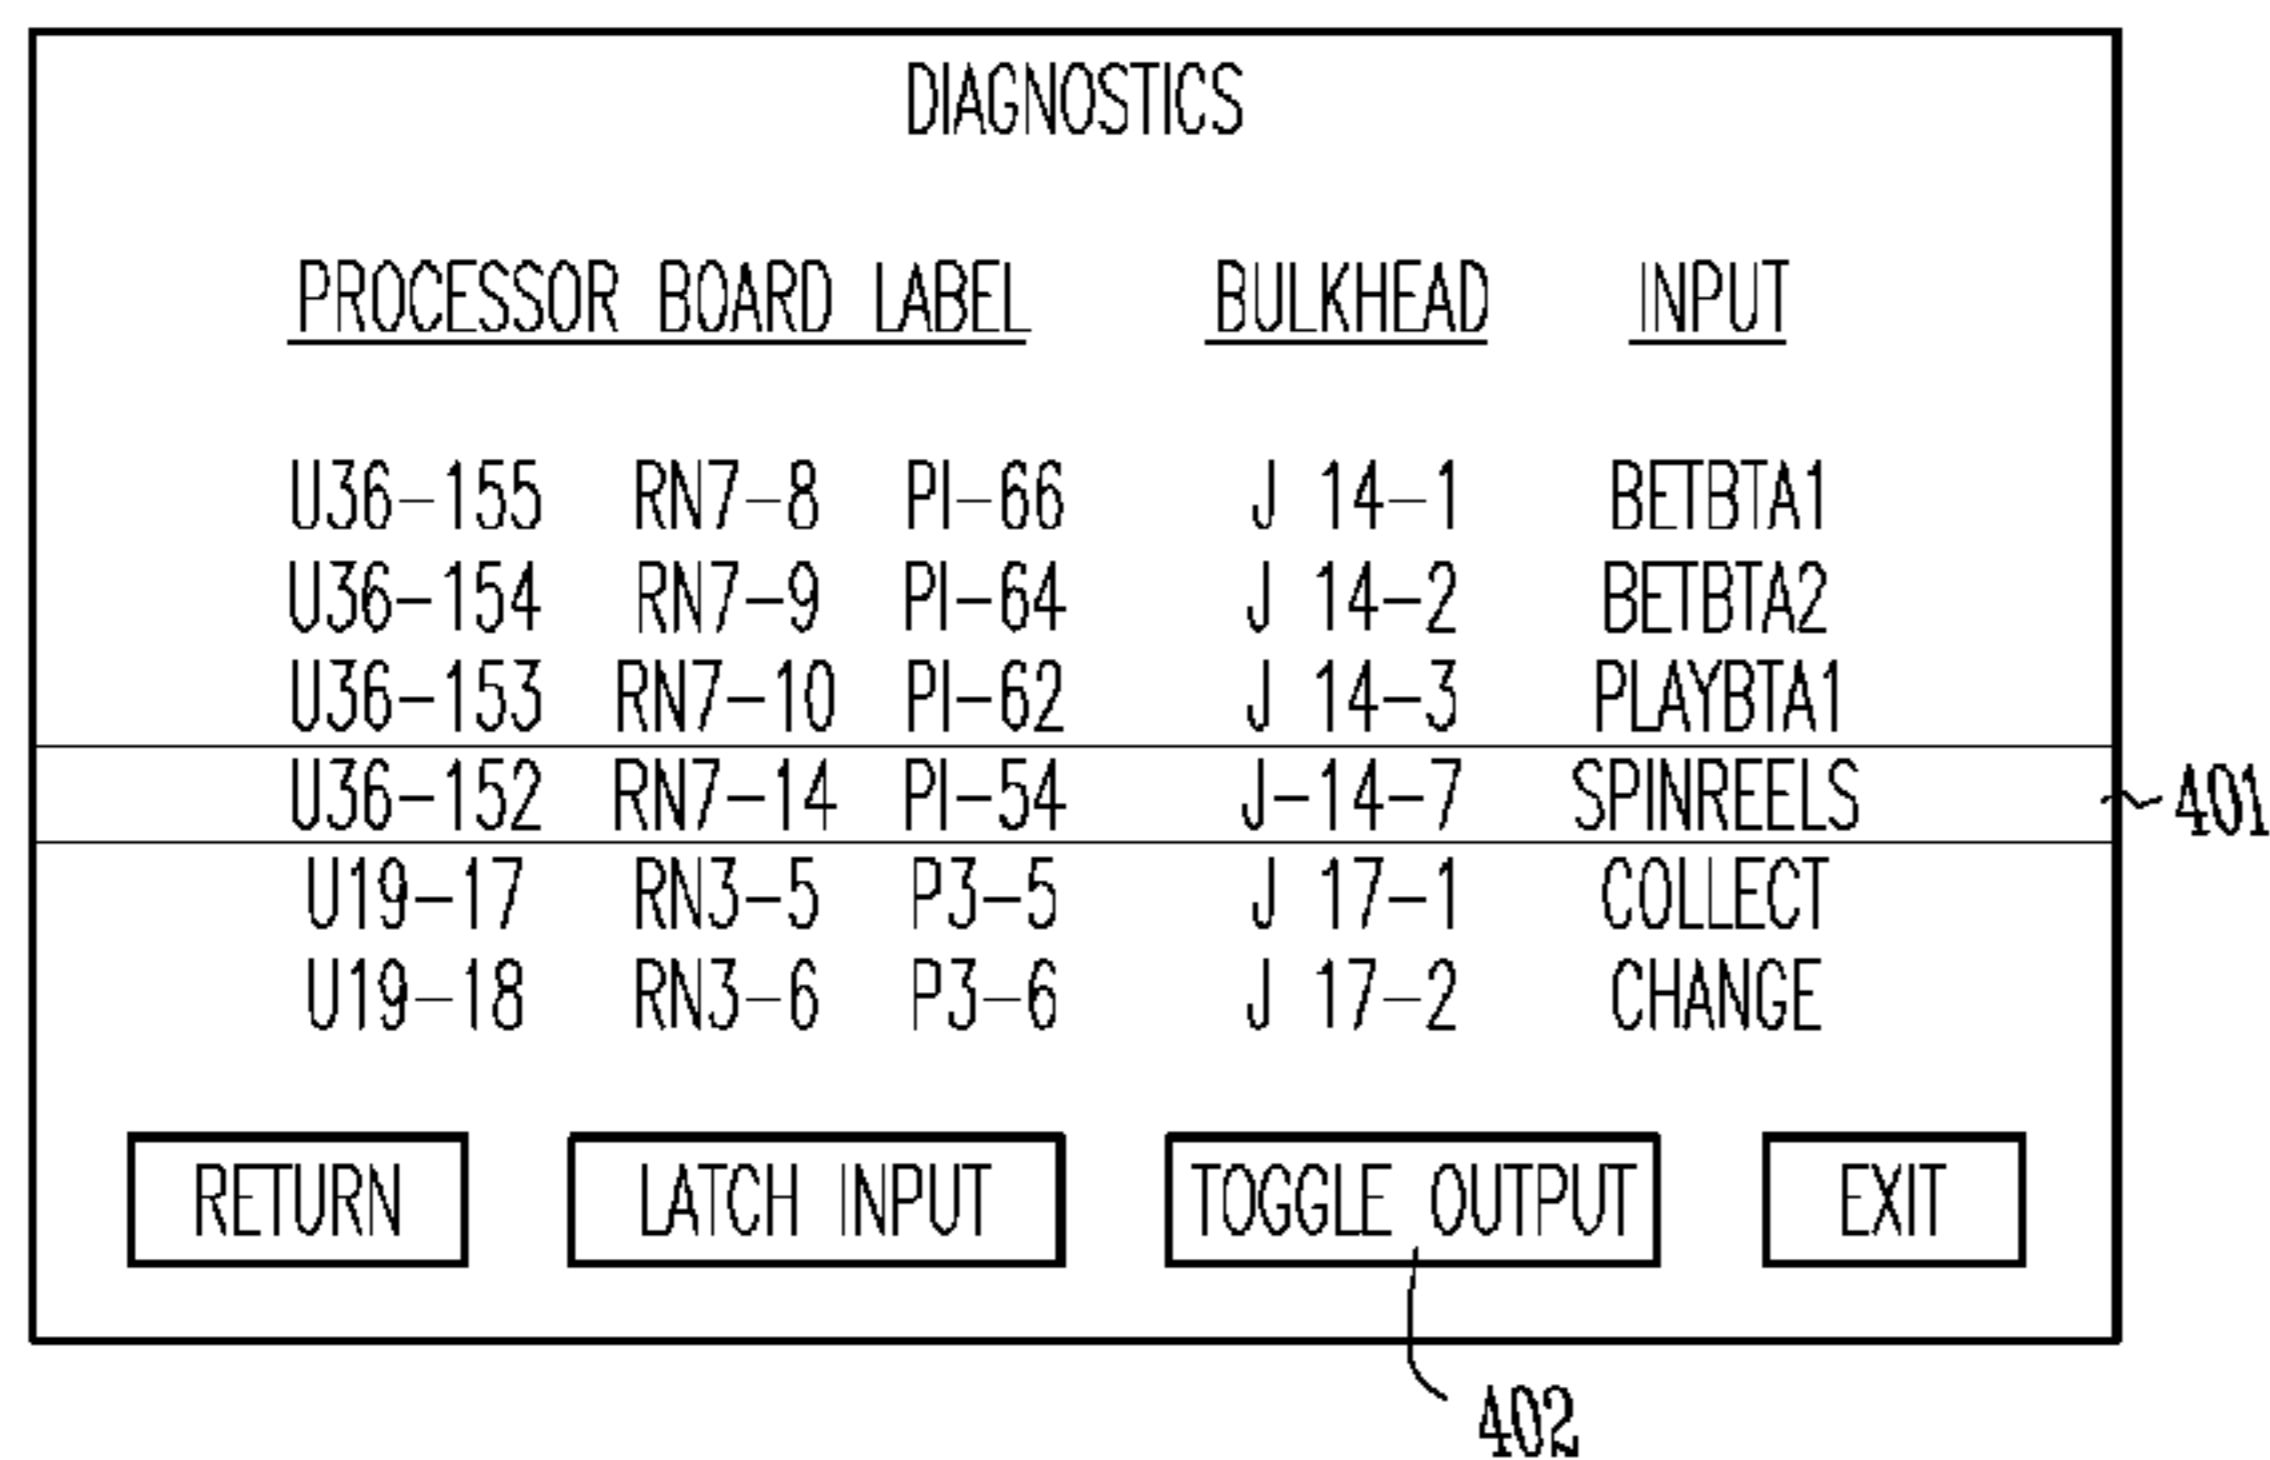 DIAGNOSTICS
PROCESSOR BOARD LABEL BULKHEAD INPUT
U36-155 RN7-8 PI-66 J 14-1 BETBTA1
U36-154 RN7-9 PI-64 J 14-2 BETBTA2
U36-153 RN7-10 PI-62 J 14-3 PLAYBTA1
U36-152 RN7-14 PI-54 J-14-7 SPINREELS 401
U19-17 RN3-5 P3-5 J 17-1 COLLECT
U19-18 RN3-6 P3-6 J 17-2 CHANGE
RETURN LATCH INPUT TOGGLE OUTPUT EXIT
402